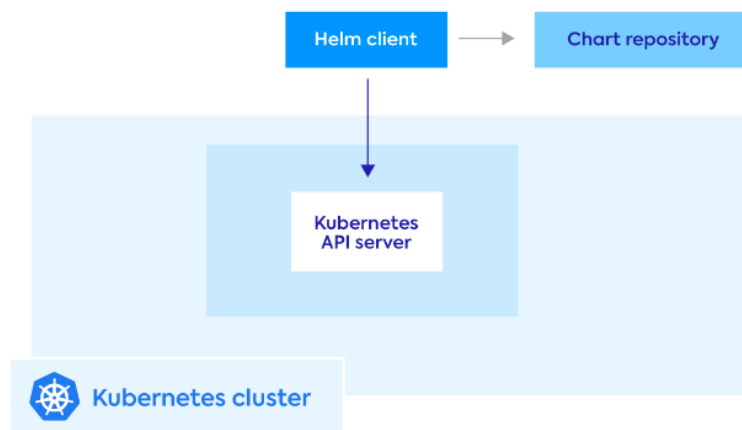 Helm client
Chart repository
Kubernetes
API server
Kubernetes cluster